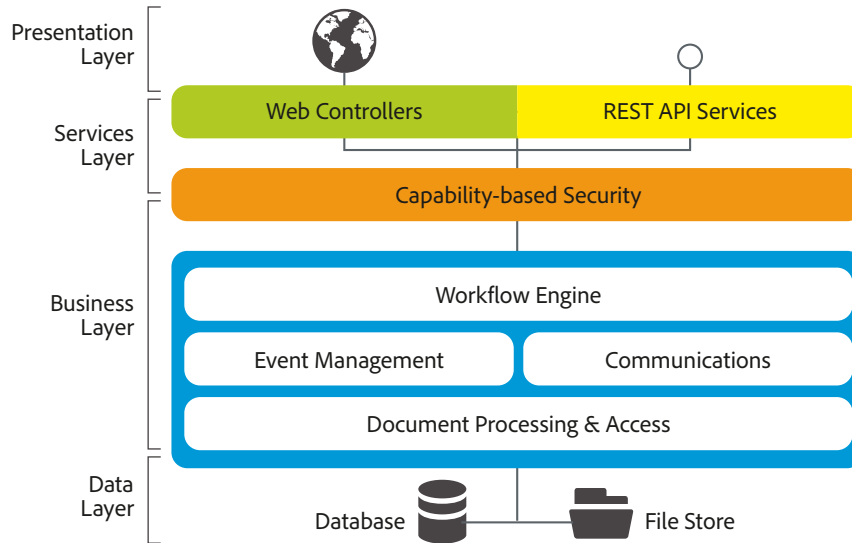 Presentation
Layer
Web Controllers
REST API Services
Services
Layer
Capability-based Security
Business
Layer
Workflow Engine
Event Management
Communications
Document Processing & Access
Data
Layer
Database
File Store